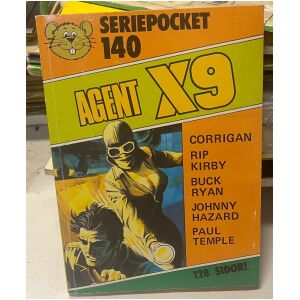 SERIEPOCKET
140
AGENT X9
CORRIGAN
RIP
KIRBY
BUCK
RYAN
JOHNNY
HAZARD
PAUL
TEMPLE
128 SIDOR!